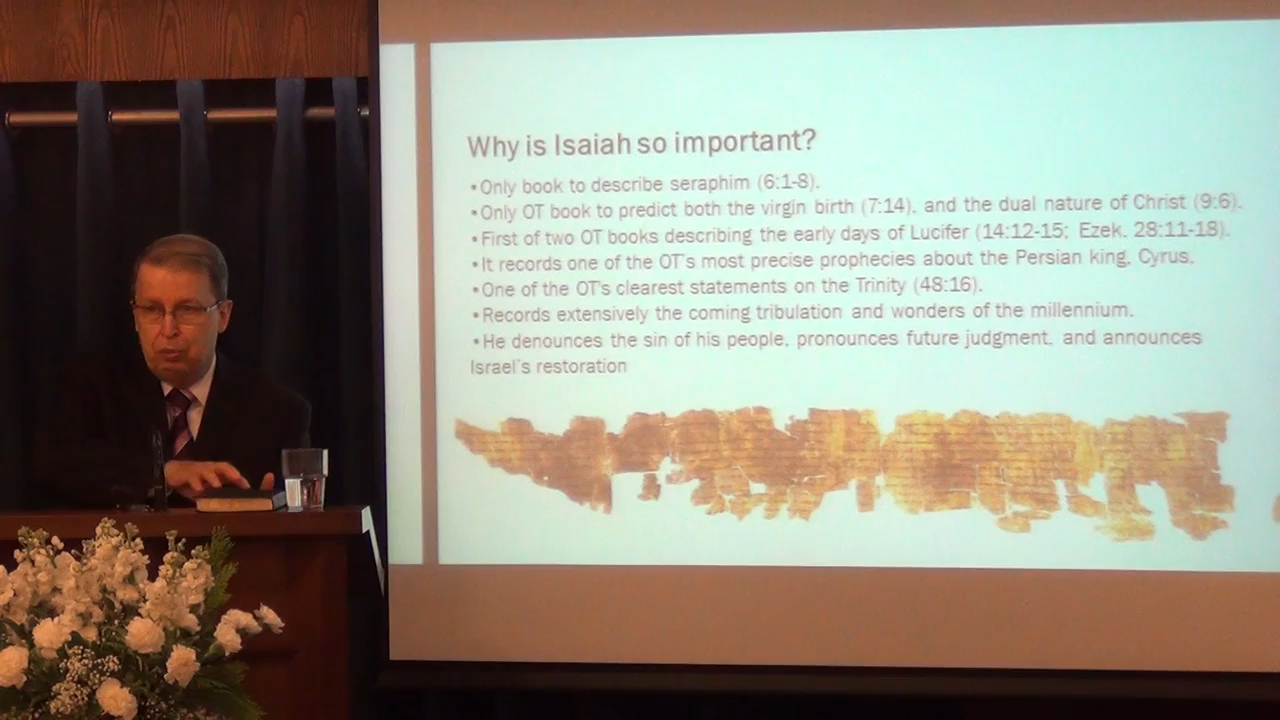 Why is Isaiah so important?
•Only book to describe seraphim (6:1-8).
•Only OT book to predict both the virgin birth (7:14), and the dual nature of Christ (9:6).
•First of two OT books describing the early days of Lucifer (14:12-15; Ezek. 28:11-18).
•It records one of the OT's most precise prophecies about the Persian king, Cyrus.
•One of the OT's clearest statements on the Trinity (48:16).
•Records extensively the coming tribulation and wonders of the millennium.
•He denounces the sin of his people, pronounces future judgment, and announces
Israel's restoration